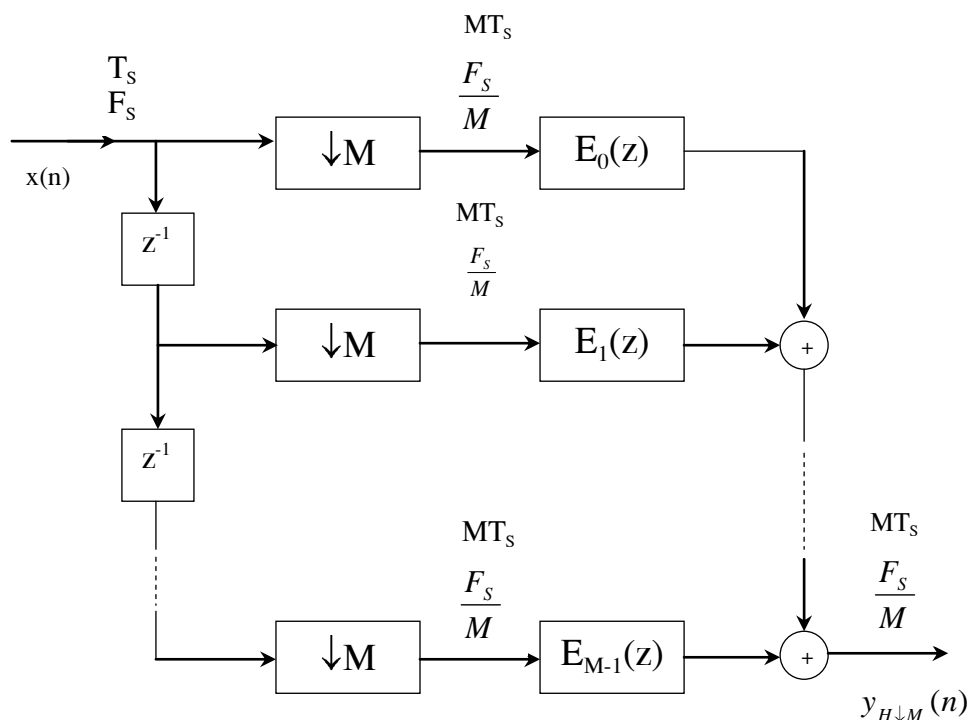 MT_S
T_S
F_S
F_S/M
↓M
E_0(z)
x(n)
z^-1
MT_S
F_S/M
↓M
E_1(z)
+
z^-1
MT_S
F_S/M
MT_S
F_S/M
↓M
E_{M-1}(z)
+
y_{H↓M}(n)